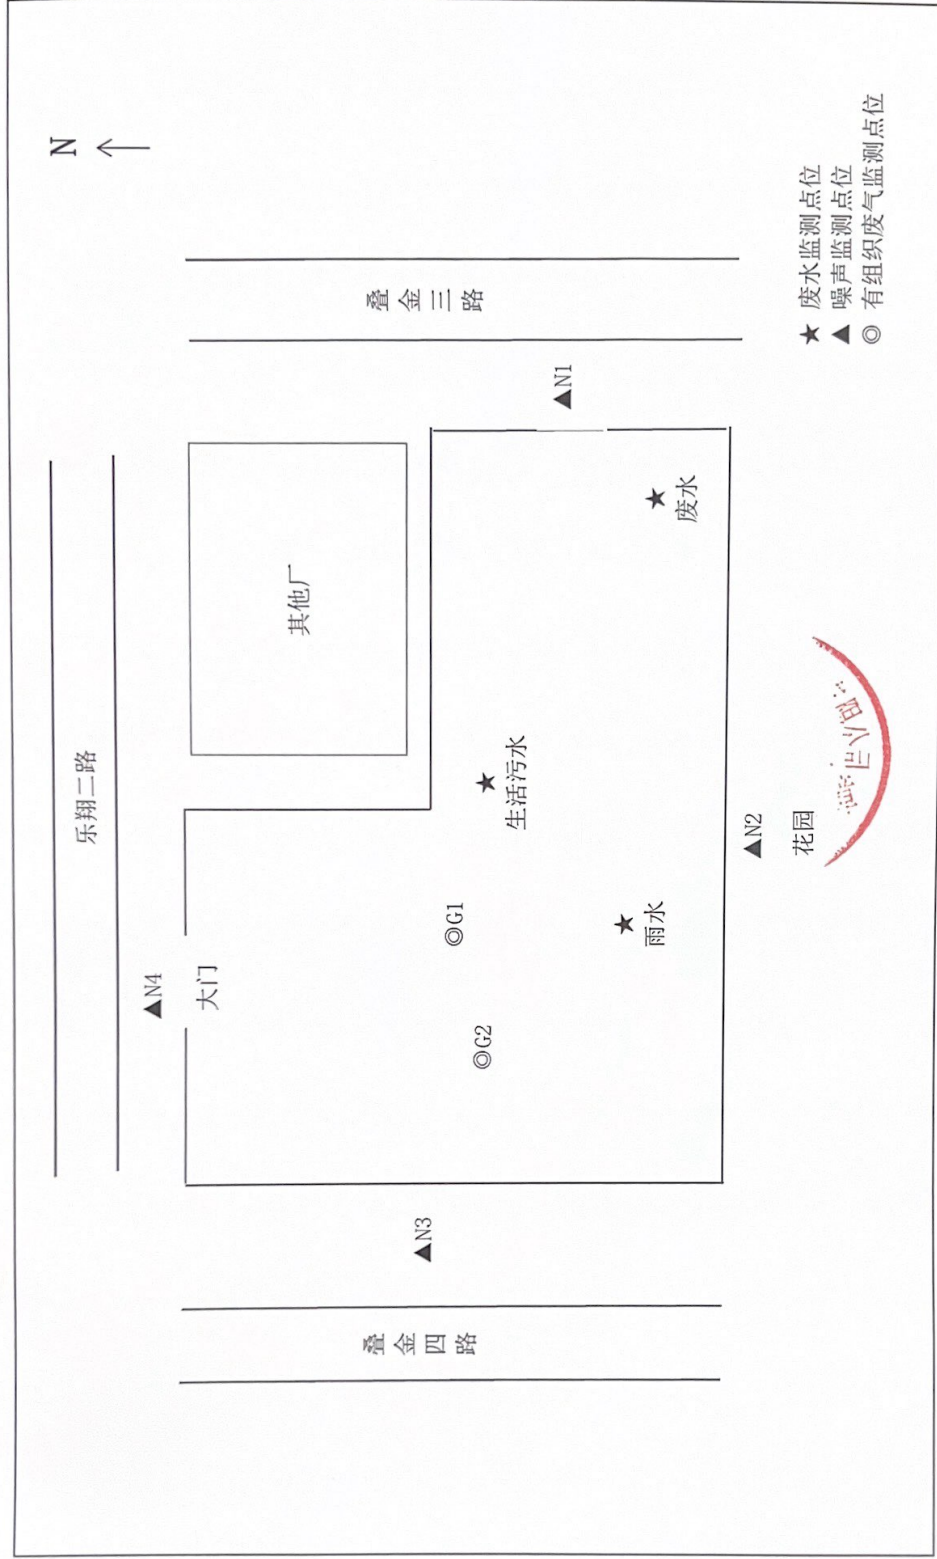 N
乐翔二路
▲N4
大门
其他厂
叠金四路
叠金三路
▲N3
◎G1
◎G2
★
生活污水
▲N1
★
雨水
★
废水
▲N2
花园
★ 废水监测点位
▲ 噪声监测点位
◎ 有组织废气监测点位